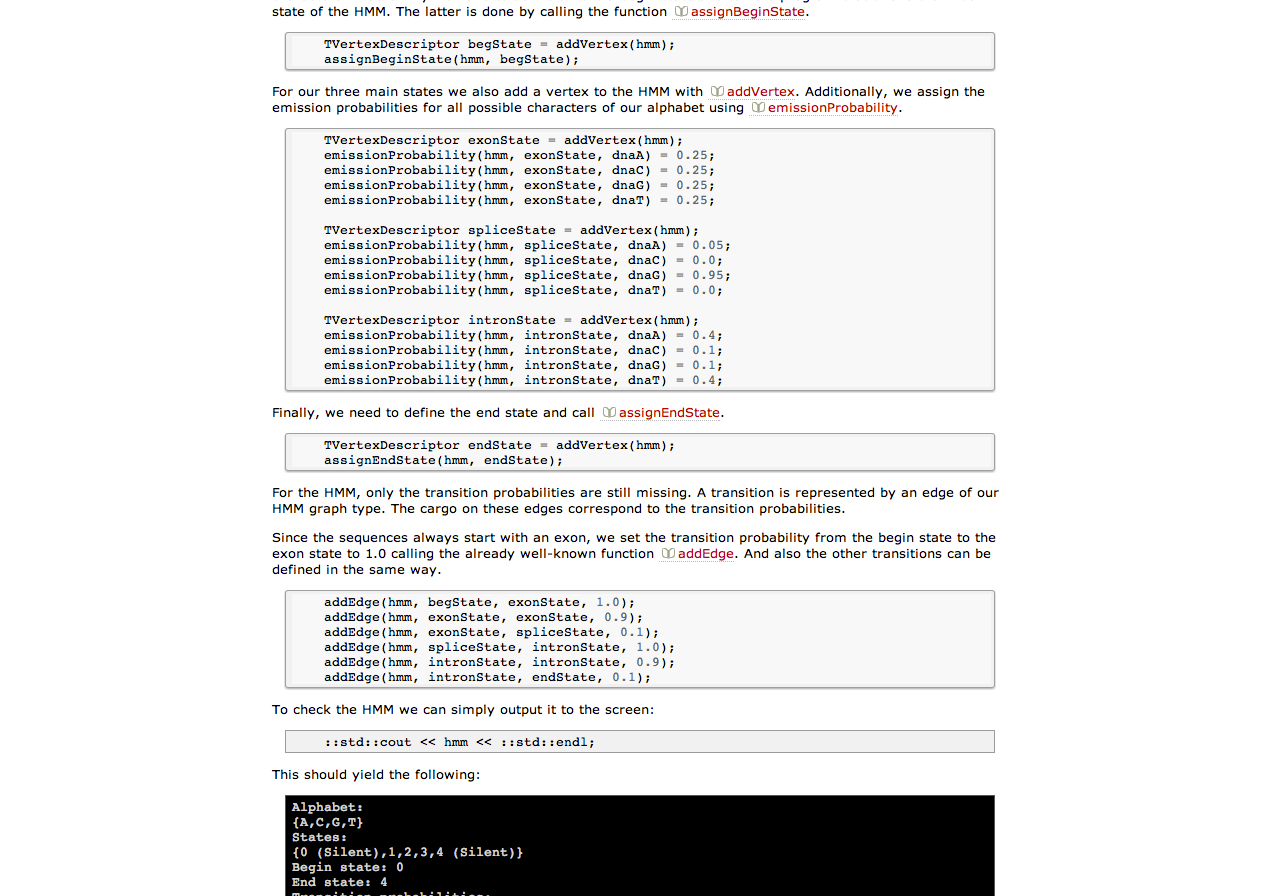 state of the HMM. The latter is done by calling the function assignBeginState.
TVertexDescriptor begState = addVertex(hmm);
assignBeginState(hmm, begState);
For our three main states we also add a vertex to the HMM with addVertex. Additionally, we assign the
emission probabilities for all possible characters of our alphabet using emissionProbability.
TVertexDescriptor exonState = addVertex(hmm);
emissionProbability(hmm, exonState, dnaA) = 0.25;
emissionProbability(hmm, exonState, dnaC) = 0.25;
emissionProbability(hmm, exonState, dnaG) = 0.25;
emissionProbability(hmm, exonState, dnaT) = 0.25;
TVertexDescriptor spliceState = addVertex(hmm);
emissionProbability(hmm, spliceState, dnaA) = 0.05;
emissionProbability(hmm, spliceState, dnaC) = 0.0;
emissionProbability(hmm, spliceState, dnaG) = 0.95;
emissionProbability(hmm, spliceState, dnaT) = 0.0;
TVertexDescriptor intronState = addVertex(hmm);
emissionProbability(hmm, intronState, dnaA) = 0.4;
emissionProbability(hmm, intronState, dnaC) = 0.1;
emissionProbability(hmm, intronState, dnaG) = 0.1;
emissionProbability(hmm, intronState, dnaT) = 0.4;
Finally, we need to define the end state and call assignEndState.
TVertexDescriptor endState = addVertex(hmm);
assignEndState(hmm, endState);
For the HMM, only the transition probabilities are still missing. A transition is represented by an edge of our
HMM graph type. The cargo on these edges correspond to the transition probabilities.
Since the sequences always start with an exon, we set the transition probability from the begin state to the
exon state to 1.0 calling the already well-known function addEdge. And also the other transitions can be
defined in the same way.
addEdge(hmm, begState, exonState, 1.0);
addEdge(hmm, exonState, exonState, 0.9);
addEdge(hmm, exonState, spliceState, 0.1);
addEdge(hmm, spliceState, intronState, 1.0);
addEdge(hmm, intronState, intronState, 0.9);
addEdge(hmm, intronState, endState, 0.1);
To check the HMM we can simply output it to the screen:
::std::cout << hmm << ::std::endl;
This should yield the following:
Alphabet:
{A,C,G,T}
States:
{0 (Silent),1,2,3,4 (Silent)}
Begin state: 0
End state: 4